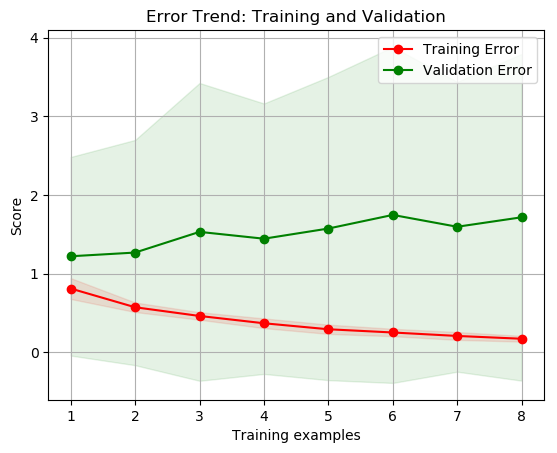 Error Trend: Training and Validation
Training Error
Validation Error
4
3
2
1
0
Score
1 2 3 4 5 6 7 8
Training examples